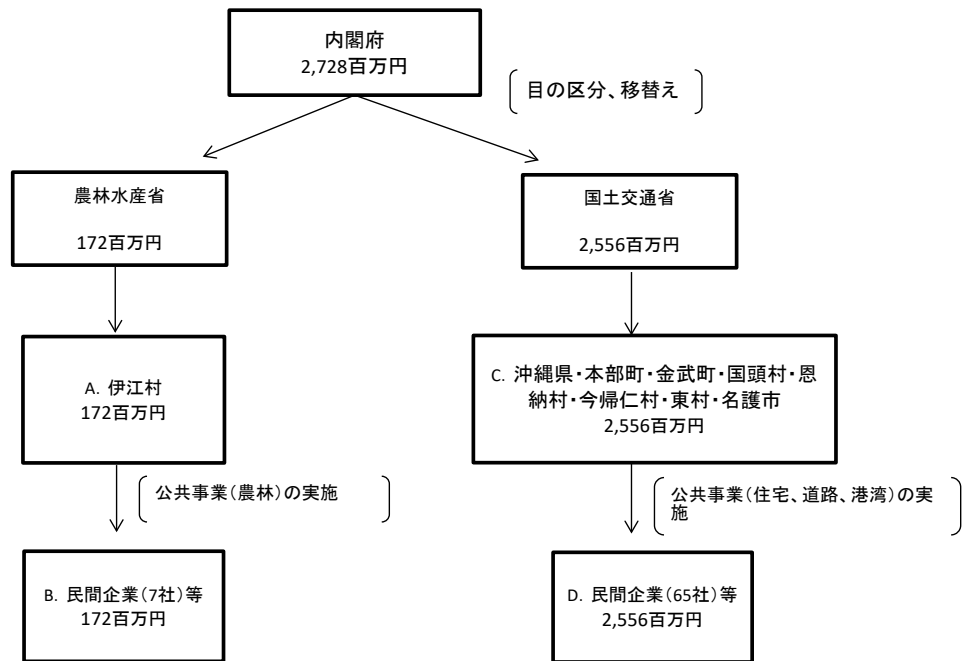 内閣府
2,728百万円
目の区分、移替え
農林水産省
172百万円
国土交通省
2,556百万円
A. 伊江村
172百万円
C. 沖縄県・本部町・金武町・国頭村・恩
納村・今帰仁村・東村・名護市
2,556百万円
公共事業(農林)の実施
公共事業(住宅、道路、港湾)の実
施
B. 民間企業(7社)等
172百万円
D. 民間企業(65社)等
2,556百万円